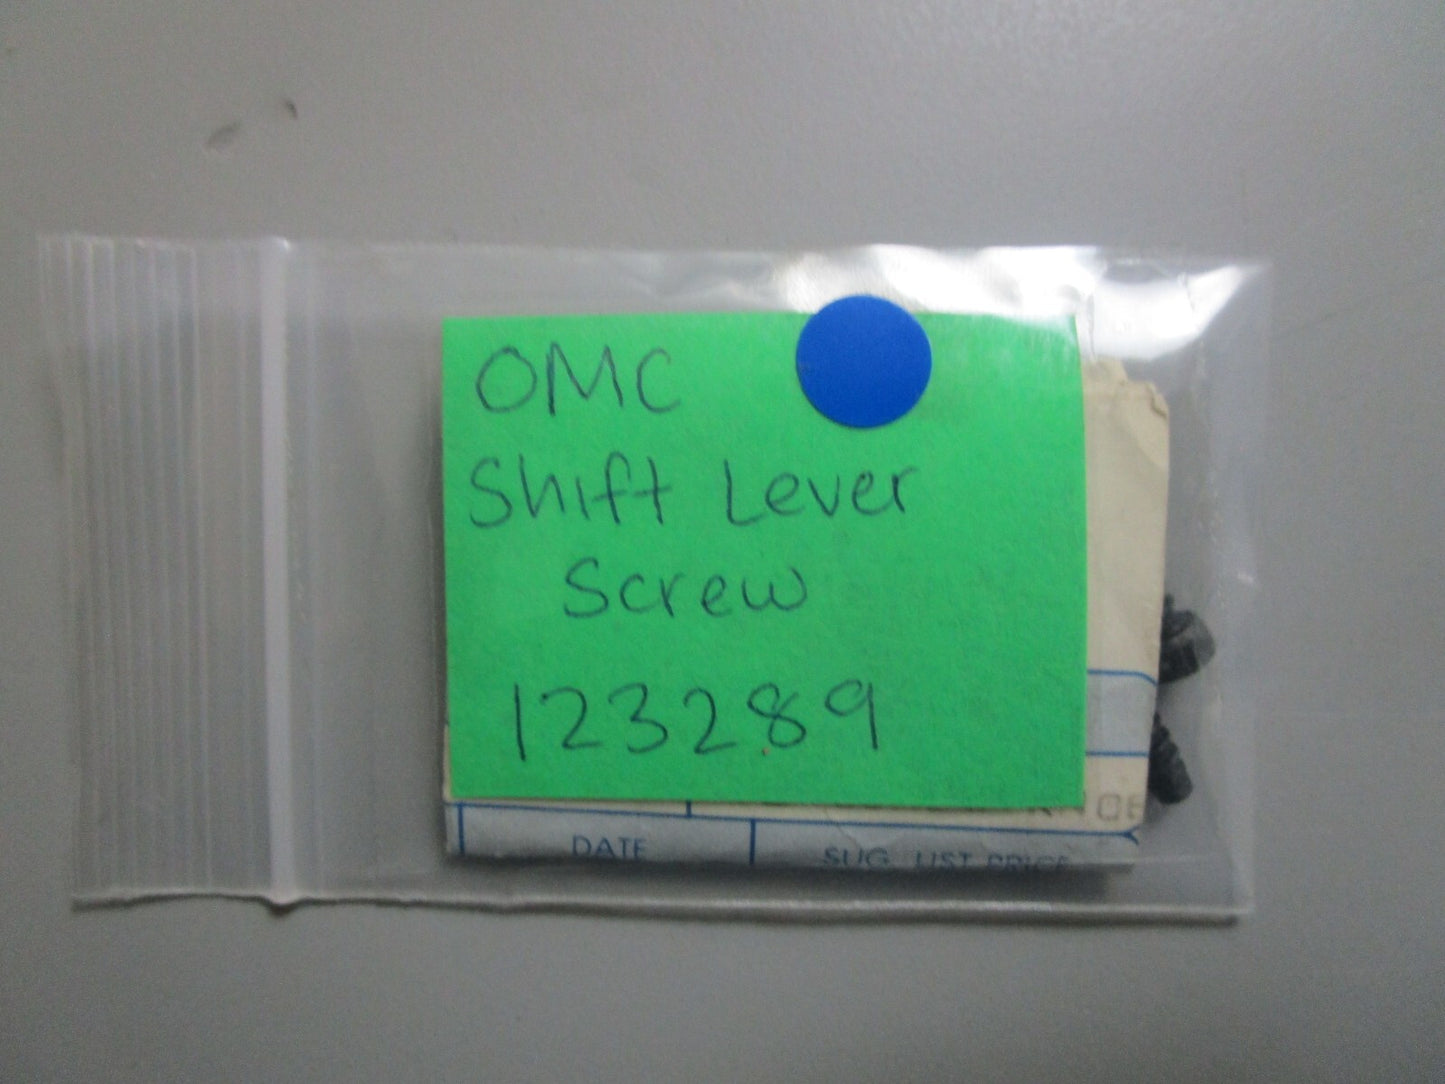 OMC
Shift Lever
Screw
123289
DATE
SUG. LIST PRICE